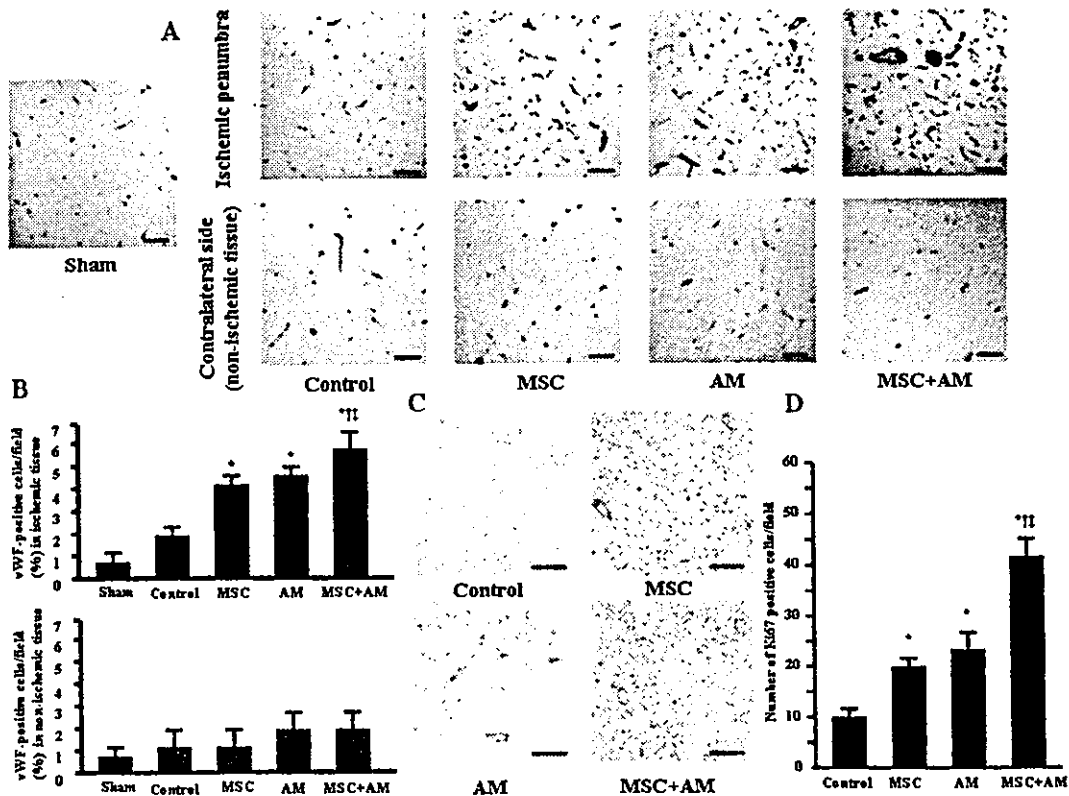 A
Ischemic penumbra
Sham
Contralateral side
(non-ischemic tissue)
Control
MSC
AM
MSC+AM
B
vWF-positive cells/field
(%) in ischemic tissue
7
6
5
4
3
2
1
0
*
*
*†‡
Sham
Control
MSC
AM
MSC+AM
vWF-positive cells/field
(%) in non-ischemic tissue
7
6
5
4
3
2
1
0
Sham
Control
MSC
AM
MSC+AM
C
Control
MSC
AM
MSC+AM
D
Number of Ki67 positive cells/field
60
50
40
30
20
10
0
*
*
*†‡
Control
MSC
AM
MSC+AM